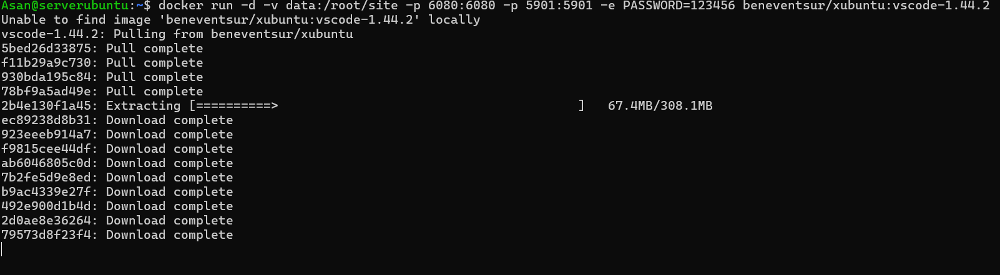 Asan@serverubuntu:~$ docker run -d -v data:/root/site -p 6080:6080 -p 5901:5901 -e PASSWORD=123456 beneventsur/xubuntu:vscode-1.44.2
Unable to find image 'beneventsur/xubuntu:vscode-1.44.2' locally
vscode-1.44.2: Pulling from beneventsur/xubuntu
5bed26d33875: Pull complete
f11b29a9c730: Pull complete
930bda195c84: Pull complete
78bf9a5ad49e: Pull complete
2b4e130f1a45: Extracting [==========>                                        ]   67.4MB/308.1MB
ec89238d8b31: Download complete
923eeeb914a7: Download complete
f9815cee44df: Download complete
ab6046805c0d: Download complete
7b2fe5d9e8ed: Download complete
b9ac4339e27f: Download complete
492e900d1b4d: Download complete
2d0ae8e36264: Download complete
79573d8f23f4: Download complete